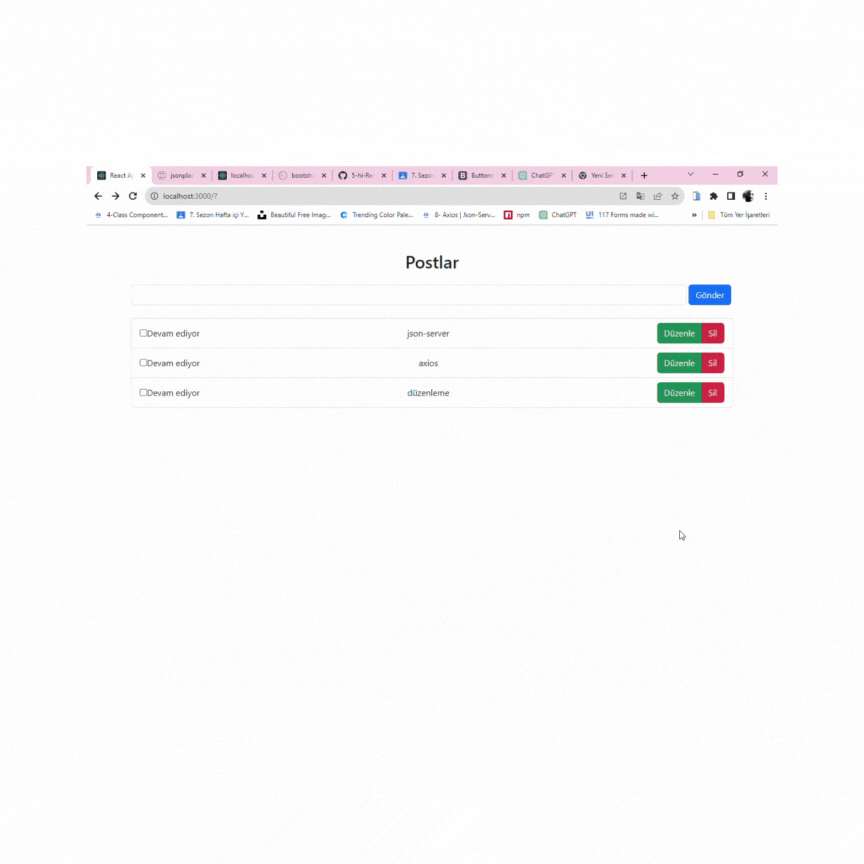 React A jsonpla localhos bootstr 5-hi-Re 7. Sezo Buttons ChatGP Yeni Se
localhost:3000/?
4-Class Component... 7. Sezon Hafta içi Y... Beautiful Free Imag... Trending Color Pale... 8- Axios | Json-Serv... npm ChatGPT UI 117 Forms made wi... » Tüm Yer İşaretleri
Postlar
Gönder
Devam ediyor json-server Düzenle Sil
Devam ediyor axios Düzenle Sil
Devam ediyor düzenleme Düzenle Sil